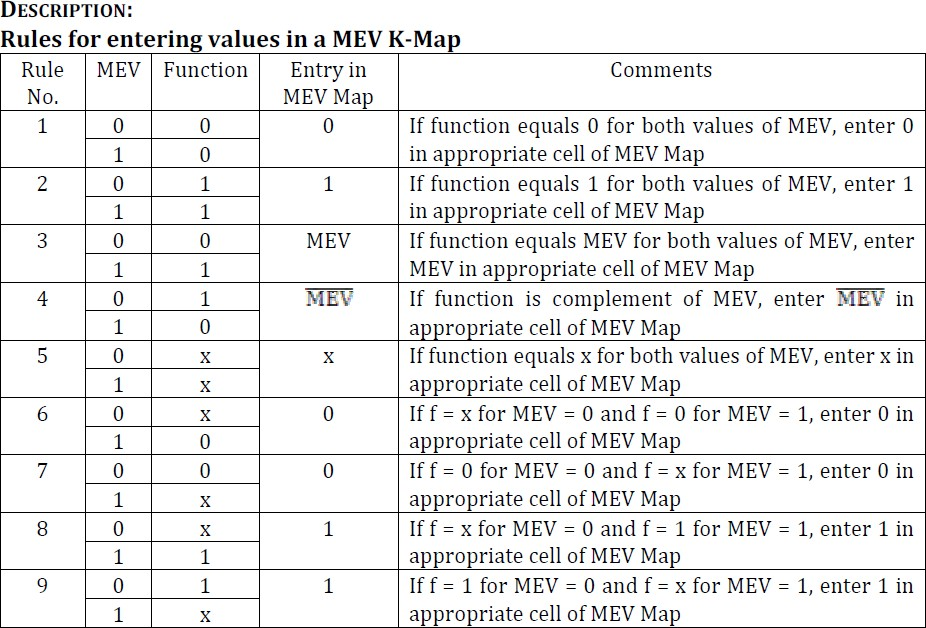 DESCRIPTION:
Rules for entering values in a MEV K-Map
Rule No. MEV Function Entry in MEV Map Comments
1 0 0 0 If function equals 0 for both values of MEV, enter 0
1 0 in appropriate cell of MEV Map
2 0 1 1 If function equals 1 for both values of MEV, enter 1
1 1 in appropriate cell of MEV Map
3 0 0 MEV If function equals MEV for both values of MEV, enter
1 1 MEV in appropriate cell of MEV Map
4 0 1 M̅E̅V̅ If function is complement of MEV, enter M̅E̅V̅ in
1 0 appropriate cell of MEV Map
5 0 x x If function equals x for both values of MEV, enter x in
1 x appropriate cell of MEV Map
6 0 x 0 If f = x for MEV = 0 and f = 0 for MEV = 1, enter 0 in
1 0 appropriate cell of MEV Map
7 0 0 0 If f = 0 for MEV = 0 and f = x for MEV = 1, enter 0 in
1 x appropriate cell of MEV Map
8 0 x 1 If f = x for MEV = 0 and f = 1 for MEV = 1, enter 1 in
1 1 appropriate cell of MEV Map
9 0 1 1 If f = 1 for MEV = 0 and f = x for MEV = 1, enter 1 in
1 x appropriate cell of MEV Map